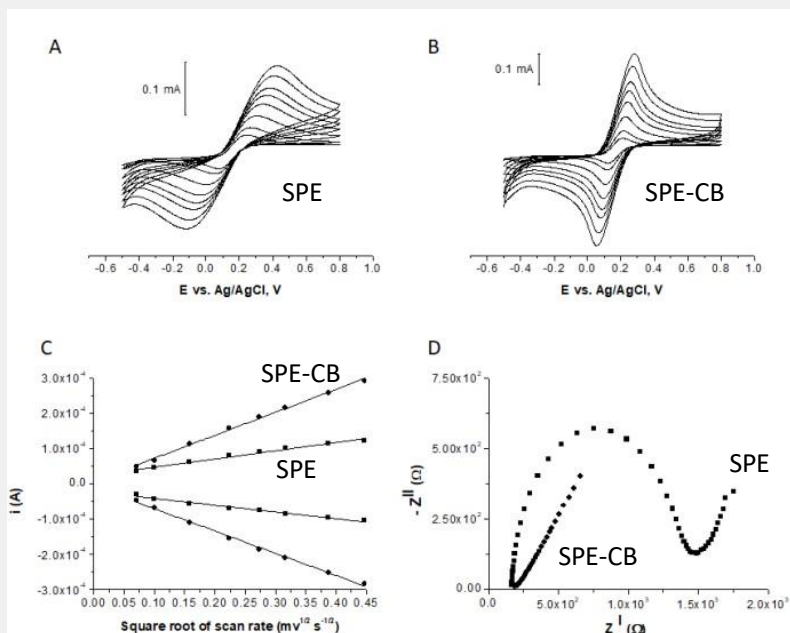 A
B
0.1 mA
0.1 mA
SPE
SPE-CB
-0.6 -0.4 -0.2 0.0 0.2 0.4 0.6 0.8 1.0
E vs. Ag/AgCl, V
-0.6 -0.4 -0.2 0.0 0.2 0.4 0.6 0.8 1.0
E vs. Ag/AgCl, V
C
3.0x10⁻⁴
2.0x10⁻⁴
1.0x10⁻⁴
0.0
-1.0x10⁻⁴
-2.0x10⁻⁴
-3.0x10⁻⁴
i (A)
SPE-CB
SPE
0.00 0.05 0.10 0.15 0.20 0.25 0.30 0.35 0.40 0.45
Square root of scan rate (mv¹ᐟ² s⁻¹ᐟ²)
D
7.50x10²
5.00x10²
2.50x10²
0.00
- Z^II (Ω)
SPE
SPE-CB
0.00 5.0x10² 1.0x10³ 1.5x10³ 2.0x10³
Z^I (Ω)